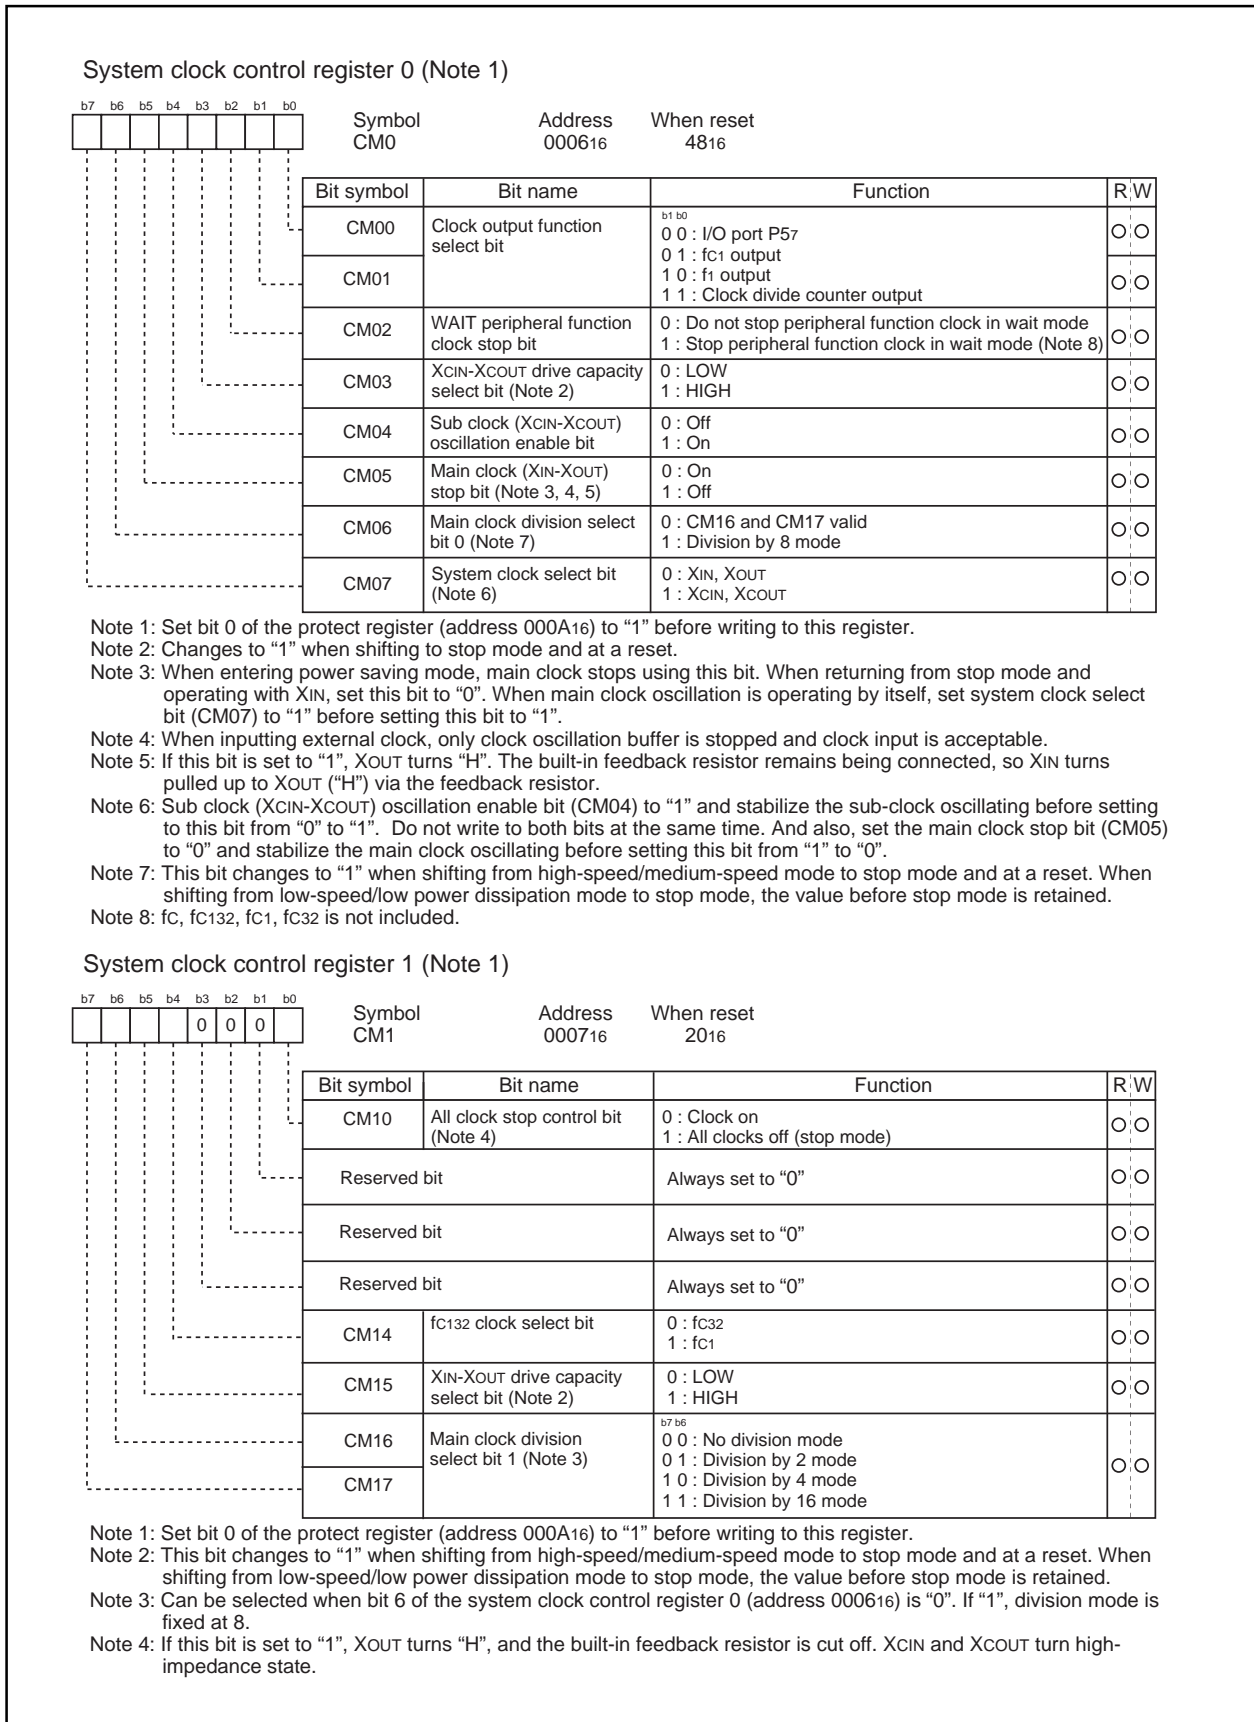 System clock control register 0 (Note 1)
b7 b6 b5 b4 b3 b2 b1 b0
Symbol Address When reset
CM0 000616 4816
Bit symbol Bit name Function R W
CM00 Clock output function select bit
b1 b0
0 0 : I/O port P57
0 1 : fC1 output
1 0 : f1 output
1 1 : Clock divide counter output
CM01
CM02 WAIT peripheral function clock stop bit
0 : Do not stop peripheral function clock in wait mode
1 : Stop peripheral function clock in wait mode (Note 8)
CM03 XCIN-XCOUT drive capacity select bit (Note 2)
0 : LOW
1 : HIGH
CM04 Sub clock (XCIN-XCOUT) oscillation enable bit
0 : Off
1 : On
CM05 Main clock (XIN-XOUT) stop bit (Note 3, 4, 5)
0 : On
1 : Off
CM06 Main clock division select bit 0 (Note 7)
0 : CM16 and CM17 valid
1 : Division by 8 mode
CM07 System clock select bit (Note 6)
0 : XIN, XOUT
1 : XCIN, XCOUT
Note 1: Set bit 0 of the protect register (address 000A16) to “1” before writing to this register.
Note 2: Changes to “1” when shifting to stop mode and at a reset.
Note 3: When entering power saving mode, main clock stops using this bit. When returning from stop mode and
operating with XIN, set this bit to “0”. When main clock oscillation is operating by itself, set system clock select
bit (CM07) to “1” before setting this bit to “1”.
Note 4: When inputting external clock, only clock oscillation buffer is stopped and clock input is acceptable.
Note 5: If this bit is set to “1”, XOUT turns “H”. The built-in feedback resistor remains being connected, so XIN turns
pulled up to XOUT (“H”) via the feedback resistor.
Note 6: Sub clock (XCIN-XCOUT) oscillation enable bit (CM04) to “1” and stabilize the sub-clock oscillating before setting
to this bit from “0” to “1”. Do not write to both bits at the same time. And also, set the main clock stop bit (CM05)
to “0” and stabilize the main clock oscillating before setting this bit from “1” to “0”.
Note 7: This bit changes to “1” when shifting from high-speed/medium-speed mode to stop mode and at a reset. When
shifting from low-speed/low power dissipation mode to stop mode, the value before stop mode is retained.
Note 8: fC, fC132, fC1, fC32 is not included.
System clock control register 1 (Note 1)
b7 b6 b5 b4 b3 b2 b1 b0
0 0 0
Symbol Address When reset
CM1 000716 2016
Bit symbol Bit name Function R W
CM10 All clock stop control bit (Note 4)
0 : Clock on
1 : All clocks off (stop mode)
Reserved bit Always set to “0”
Reserved bit Always set to “0”
Reserved bit Always set to “0”
CM14 fC132 clock select bit
0 : fC32
1 : fC1
CM15 XIN-XOUT drive capacity select bit (Note 2)
0 : LOW
1 : HIGH
CM16 Main clock division select bit 1 (Note 3)
b7 b6
0 0 : No division mode
0 1 : Division by 2 mode
1 0 : Division by 4 mode
1 1 : Division by 16 mode
CM17
Note 1: Set bit 0 of the protect register (address 000A16) to “1” before writing to this register.
Note 2: This bit changes to “1” when shifting from high-speed/medium-speed mode to stop mode and at a reset. When
shifting from low-speed/low power dissipation mode to stop mode, the value before stop mode is retained.
Note 3: Can be selected when bit 6 of the system clock control register 0 (address 000616) is “0”. If “1”, division mode is
fixed at 8.
Note 4: If this bit is set to “1”, XOUT turns “H”, and the built-in feedback resistor is cut off. XCIN and XCOUT turn high-
impedance state.